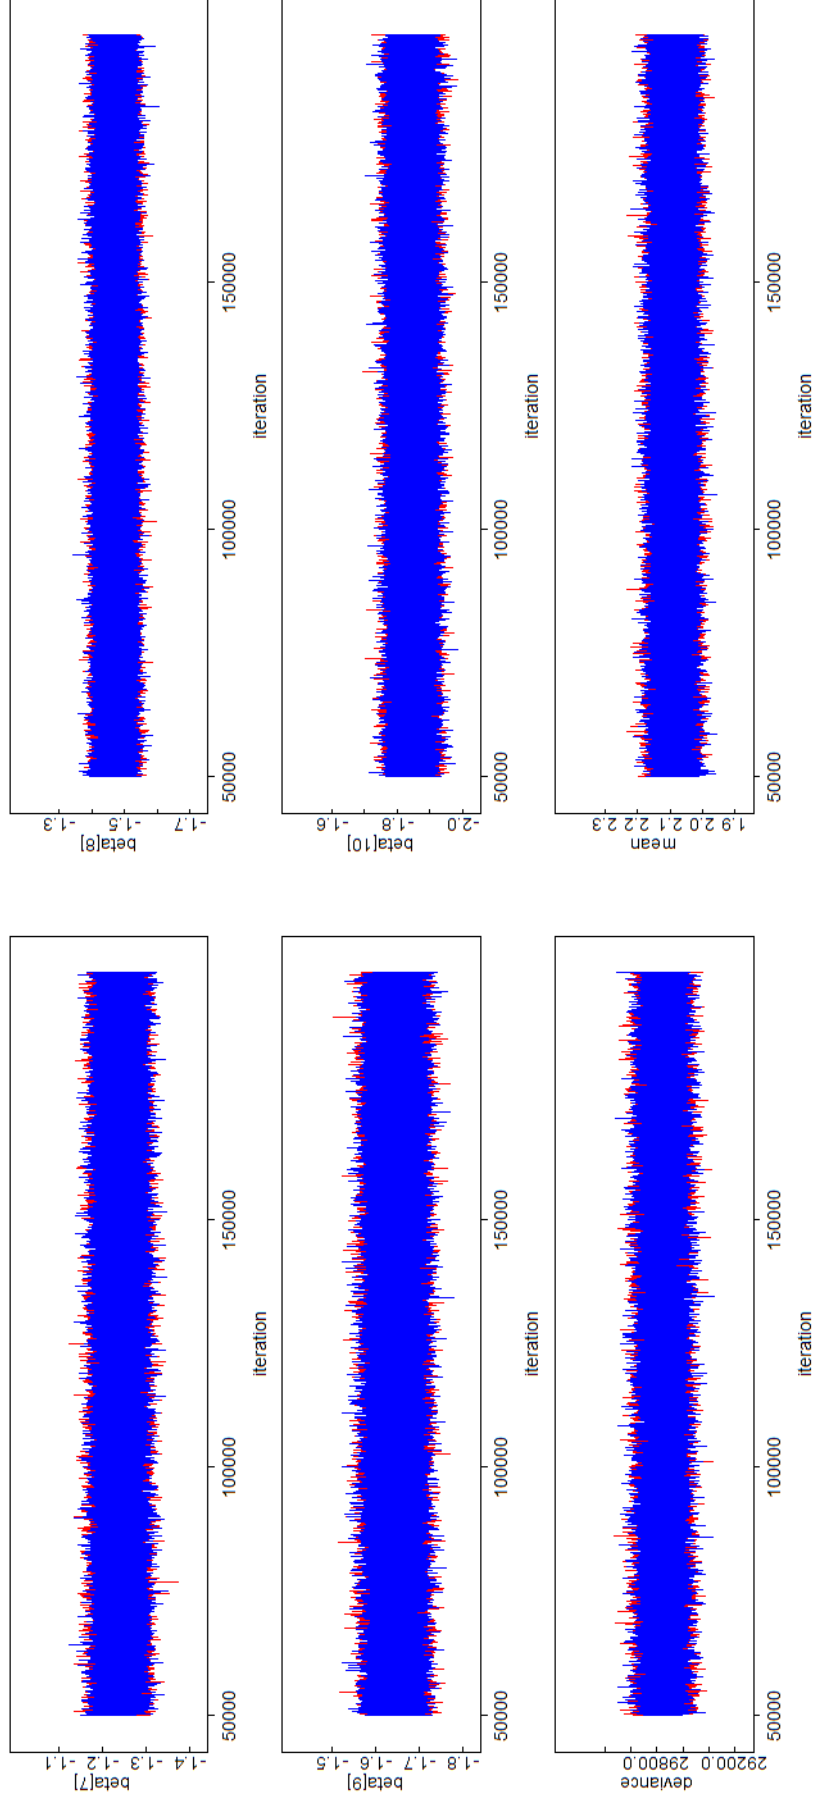 beta[7]
-1.4 -1.3 -1.2 -1.1
50000 100000 150000
iteration
beta[8]
-1.7 -1.5 -1.3
50000 100000 150000
iteration
beta[9]
-1.8 -1.7 -1.6 -1.5
50000 100000 150000
iteration
beta[10]
-2.0 -1.8 -1.6
50000 100000 150000
iteration
deviance
29200.0 29800.0
50000 100000 150000
iteration
mean
1.9 2.0 2.1 2.2 2.3
50000 100000 150000
iteration